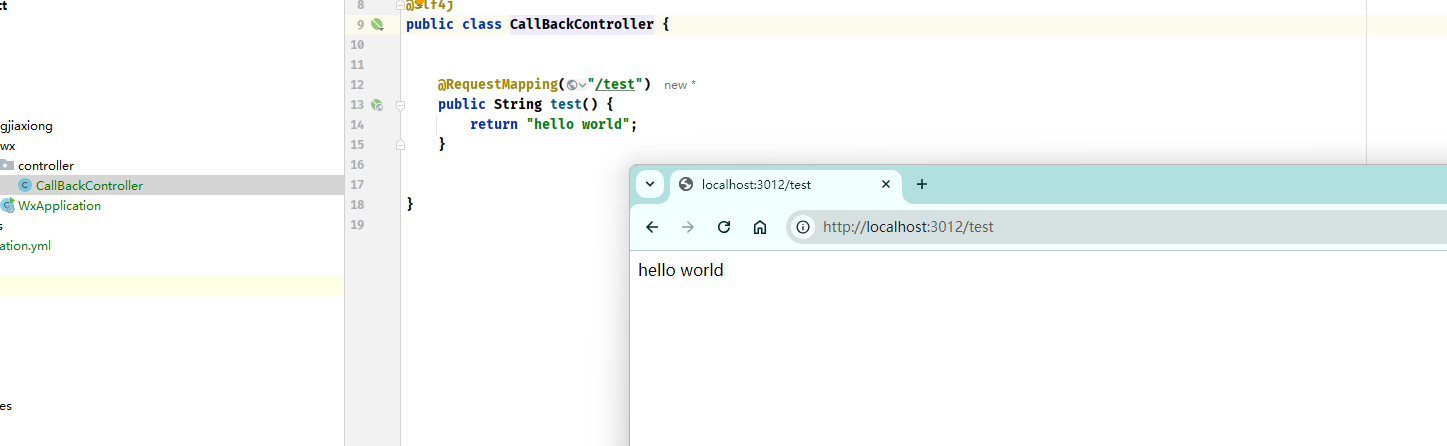 ct
gjiaxiong
wx
controller
CallBackController
WxApplication
s
ation.yml
es
8 @Slf4j
9 public class CallBackController {
10
11
12 @RequestMapping("/test") new *
13 public String test() {
14 return "hello world";
15 }
16
17
18 }
19
localhost:3012/test
http://localhost:3012/test
hello world